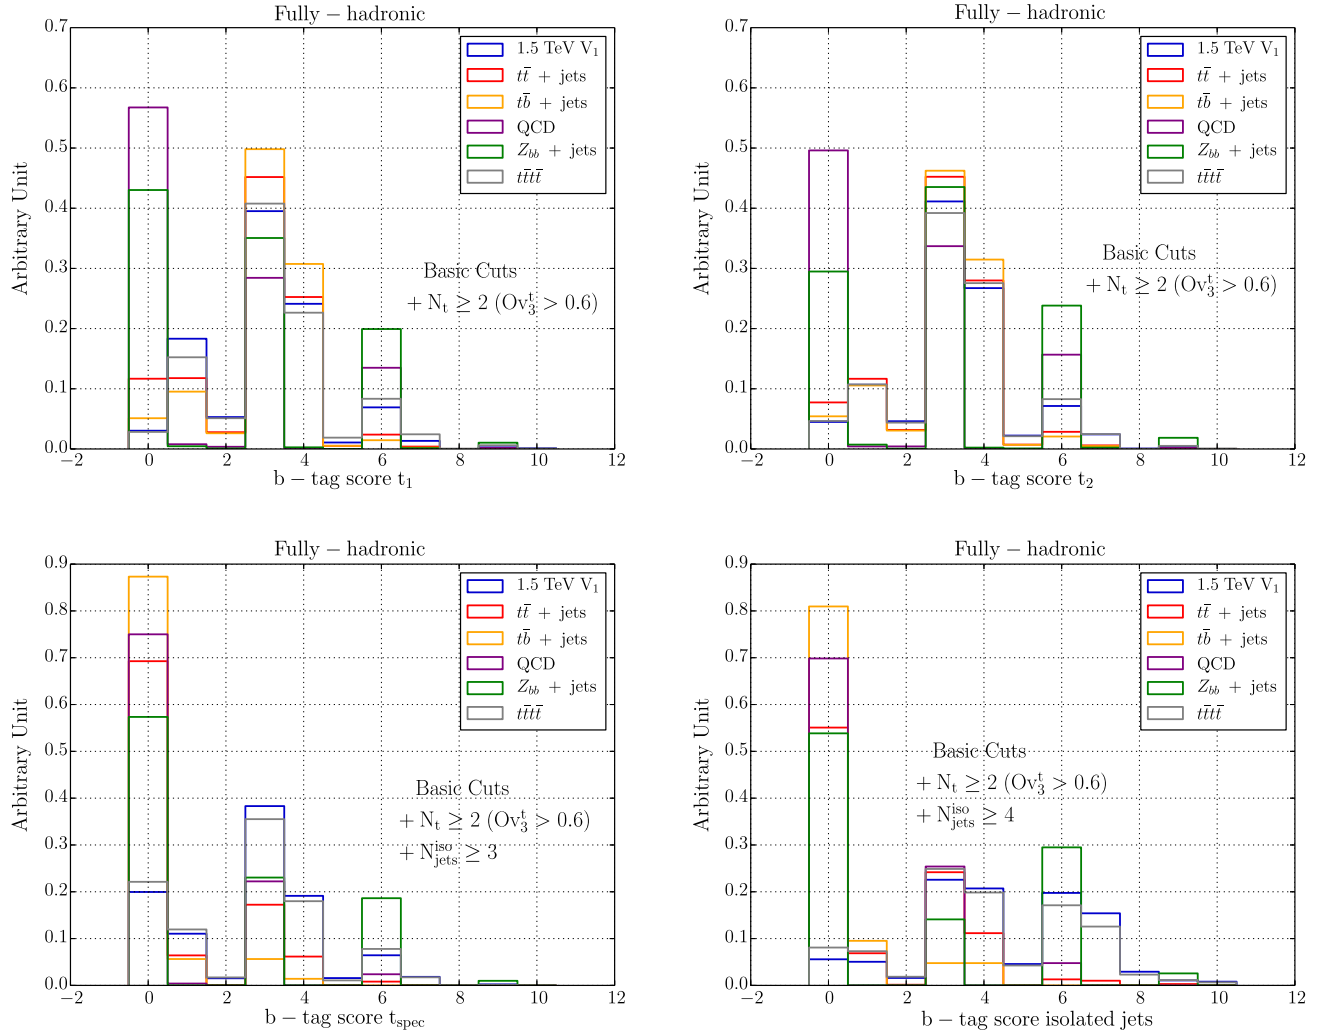 Fully − hadronic
0.7
0.6
0.5
0.4
0.3
0.2
0.1
0.0
Arbitrary Unit
1.5 TeV V₁
tt̅ + jets
tb̅ + jets
QCD
Z_bb + jets
tt̅tt̅
Basic Cuts
+ Nₜ ≥ 2 (Ov₃ᵗ > 0.6)
−2 0 2 4 6 8 10 12
b − tag score t₁
Fully − hadronic
0.7
0.6
0.5
0.4
0.3
0.2
0.1
0.0
Arbitrary Unit
1.5 TeV V₁
tt̅ + jets
tb̅ + jets
QCD
Z_bb + jets
tt̅tt̅
Basic Cuts
+ Nₜ ≥ 2 (Ov₃ᵗ > 0.6)
−2 0 2 4 6 8 10 12
b − tag score t₂
Fully − hadronic
0.9
0.8
0.7
0.6
0.5
0.4
0.3
0.2
0.1
0.0
Arbitrary Unit
1.5 TeV V₁
tt̅ + jets
tb̅ + jets
QCD
Z_bb + jets
tt̅tt̅
Basic Cuts
+ Nₜ ≥ 2 (Ov₃ᵗ > 0.6)
+ N_jets^iso ≥ 3
−2 0 2 4 6 8 10 12
b − tag score t_spec
Fully − hadronic
0.9
0.8
0.7
0.6
0.5
0.4
0.3
0.2
0.1
0.0
Arbitrary Unit
1.5 TeV V₁
tt̅ + jets
tb̅ + jets
QCD
Z_bb + jets
tt̅tt̅
Basic Cuts
+ Nₜ ≥ 2 (Ov₃ᵗ > 0.6)
+ N_jets^iso ≥ 4
−2 0 2 4 6 8 10 12
b − tag score isolated jets